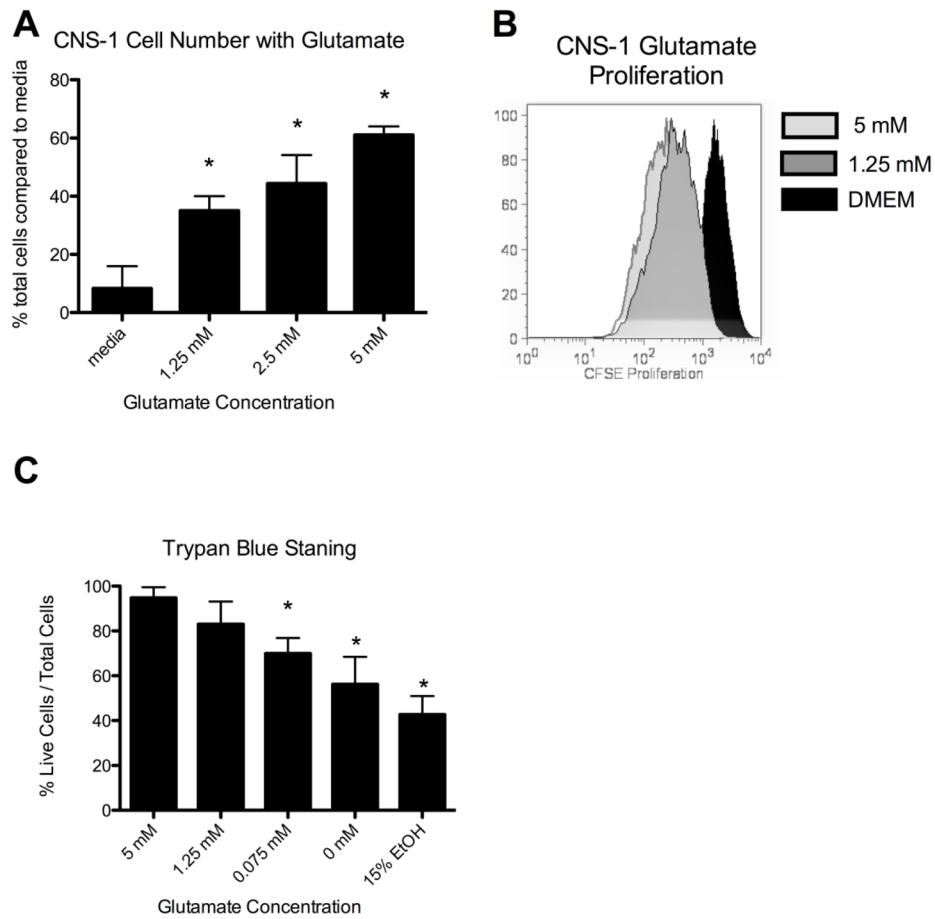 A
CNS-1 Cell Number with Glutamate
% total cells compared to media
80
60
40
20
0
*
*
*
media
1.25 mM
2.5 mM
5 mM
Glutamate Concentration
B
CNS-1 Glutamate
Proliferation
100
80
60
40
20
0
10⁰
10¹
10²
10³
10⁴
CFSE Proliferation
5 mM
1.25 mM
DMEM
C
Trypan Blue Staning
% Live Cells / Total Cells
100
80
60
40
20
0
*
*
*
5 mM
1.25 mM
0.075 mM
0 mM
15% EtOH
Glutamate Concentration